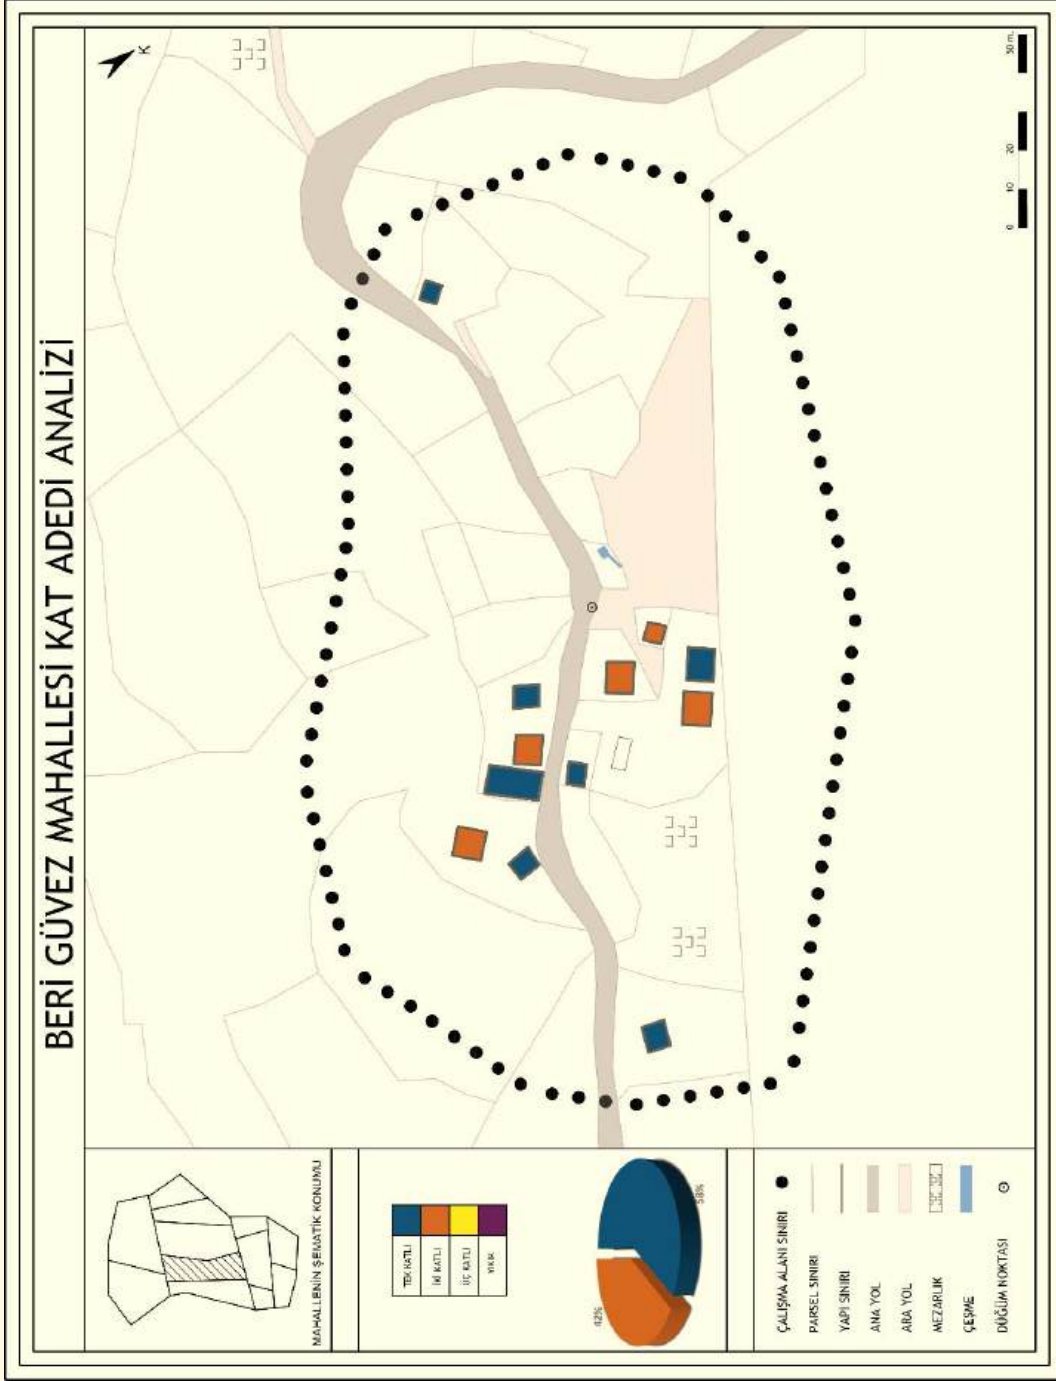 BERİ GÜVEZ MAHALLESİ KAT ADEDİ ANALİZİ
K
MAHALLENİN ŞEMATİK KONUMU
TEK KATLI
İKİ KATLI
ÜÇ KATLI
YIKIK
42%
58%
ÇALIŞMA ALANI SINIRI
PARSEL SINIRI
YAPI SINIRI
ANA YOL
ARA YOL
MEZARLIK
ÇEŞME
DÜĞÜM NOKTASI
0 10 20 50 m.